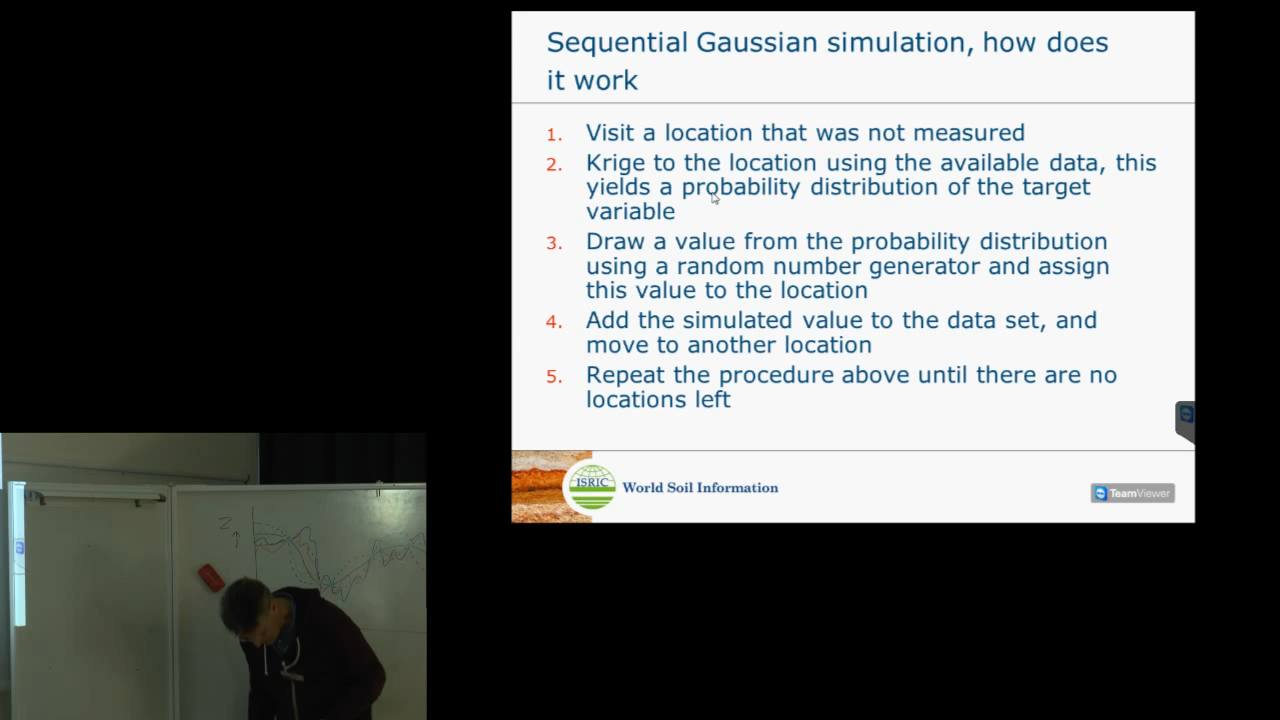 Sequential Gaussian simulation, how does
it work
1. Visit a location that was not measured
2. Krige to the location using the available data, this
yields a probability distribution of the target
variable
3. Draw a value from the probability distribution
using a random number generator and assign
this value to the location
4. Add the simulated value to the data set, and
move to another location
5. Repeat the procedure above until there are no
locations left
ISRIC World Soil Information
TeamViewer
Z